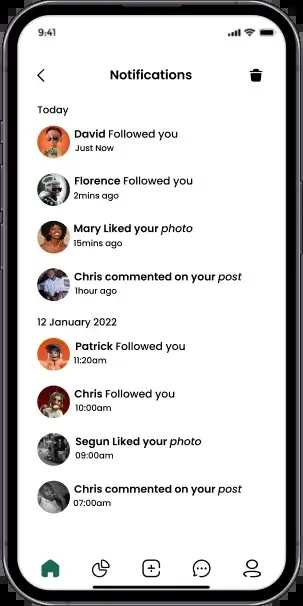 9:41
Notifications
Today
David Followed you
Just Now
Florence Followed you
2mins ago
Mary Liked your photo
15mins ago
Chris commented on your post
1hour ago
12 January 2022
Patrick Followed you
11:20am
Chris Followed you
10:00am
Segun Liked your photo
09:00am
Chris commented on your post
07:00am